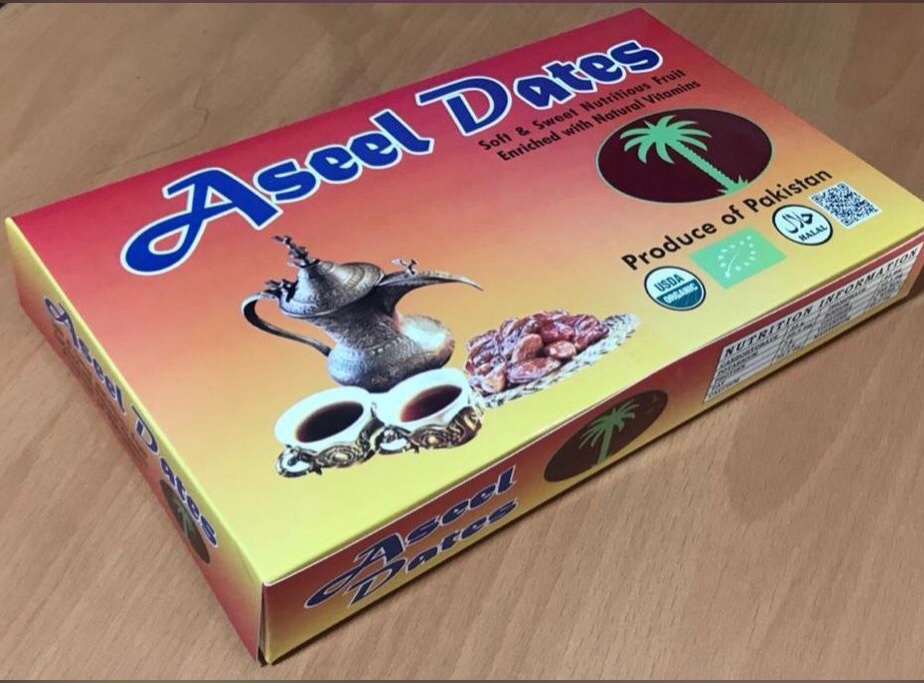 Aseel Dates
Soft & Sweet Nutritious Fruit
Enriched with Natural Vitamins
Produce of Pakistan
USDA
ORGANIC
حلال
HALAL
Aseel Dates
Aseel
Dates
NUTRITION INFORMATION